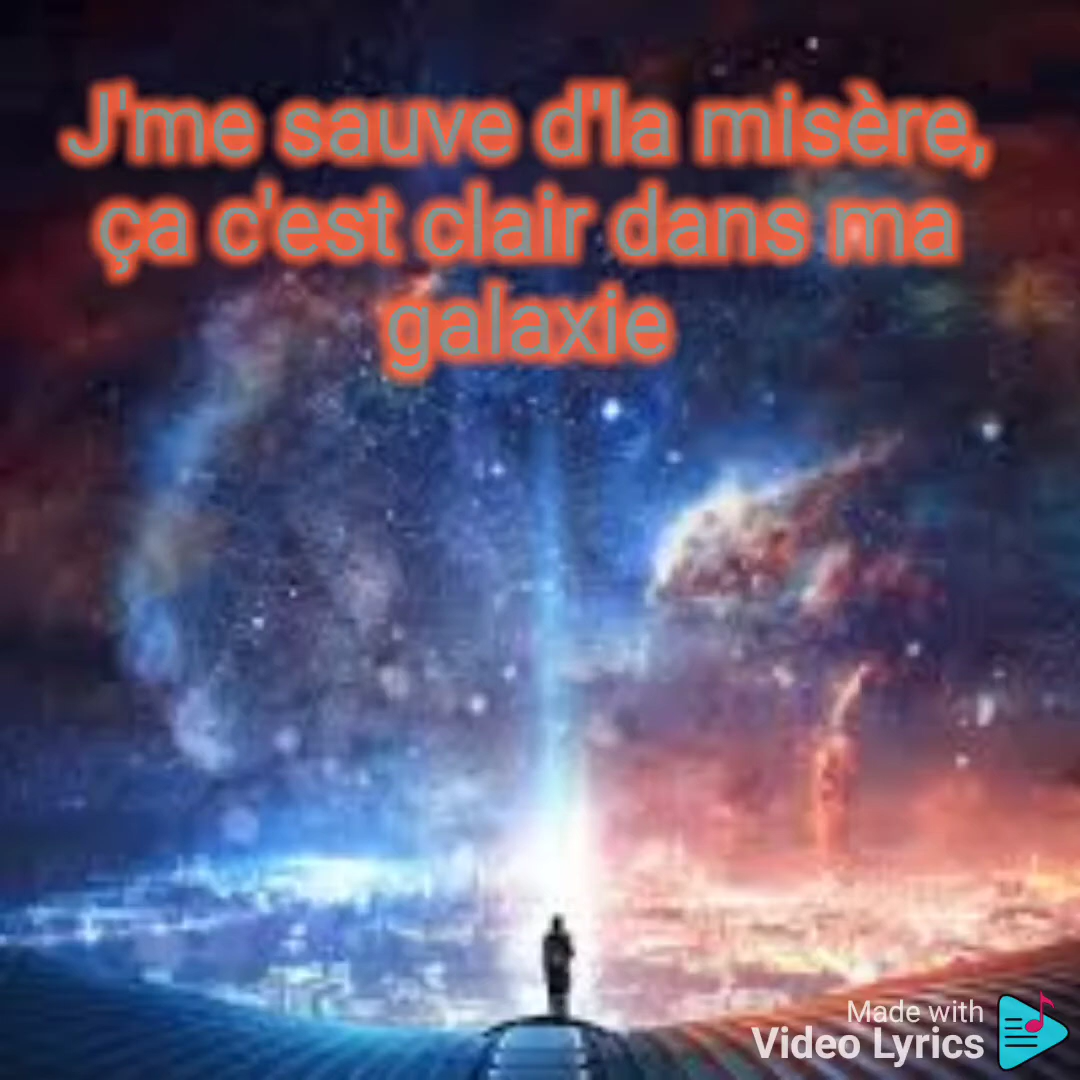 J'me sauve d'la misère,
ça c'est clair dans ma
galaxie
Made with
Video Lyrics